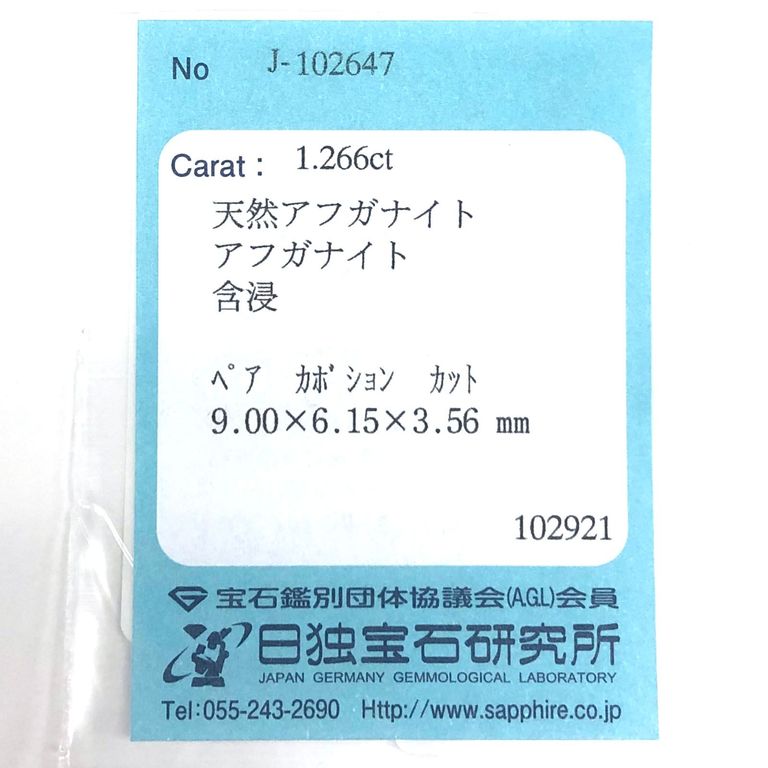 No J-102647
Carat : 1.266ct
天然アフガナイト
アフガナイト
含浸
ﾍﾟｱ ｶﾎﾞｼｮﾝ ｶｯﾄ
9.00×6.15×3.56 mm
102921
宝石鑑別団体協議会(A.G.L)会員
日独宝石研究所
JAPAN GERMANY GEMMOLOGICAL LABORATORY
Tel:055-243-2690 Http://www.sapphire.co.jp